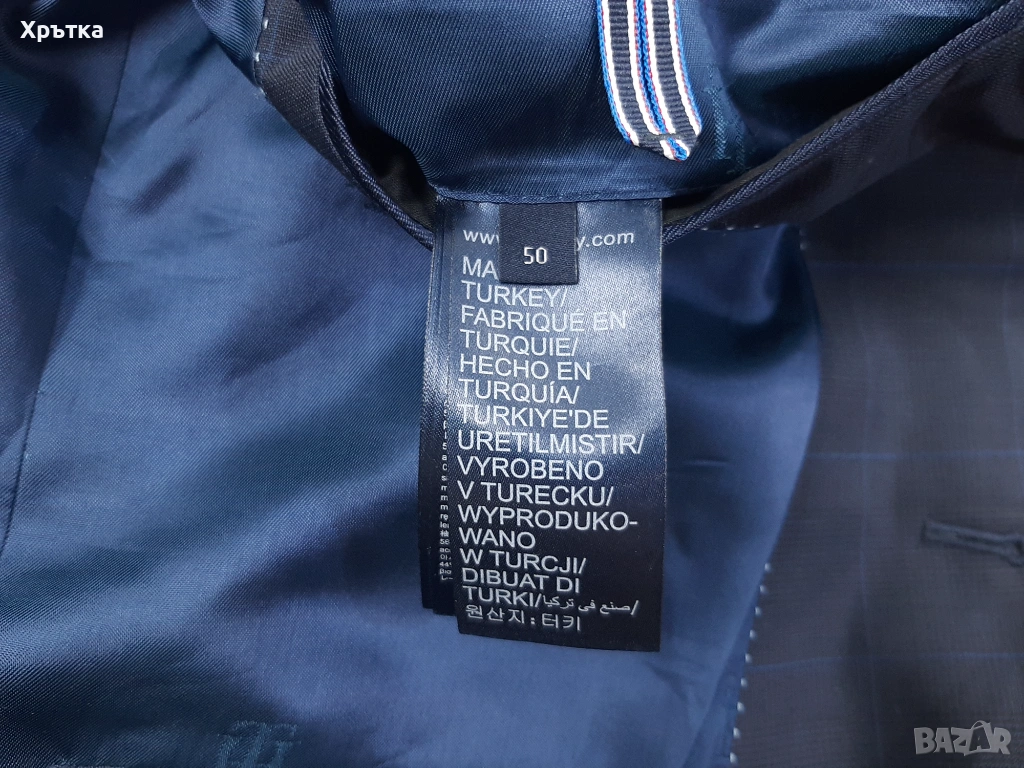 Хрътка
www. y.com
50
MA
TURKEY/
FABRIQUÉ EN
TURQUIE/
HECHO EN
TURQUÍA/
TURKIYE'DE
URETILMISTIR/
VYROBENO
V TURECKU/
WYPRODUKO-
WANO
W TURCJI/
DIBUAT DI
TURKI/صنع في تركيا/
원산지:터키
BAZAR